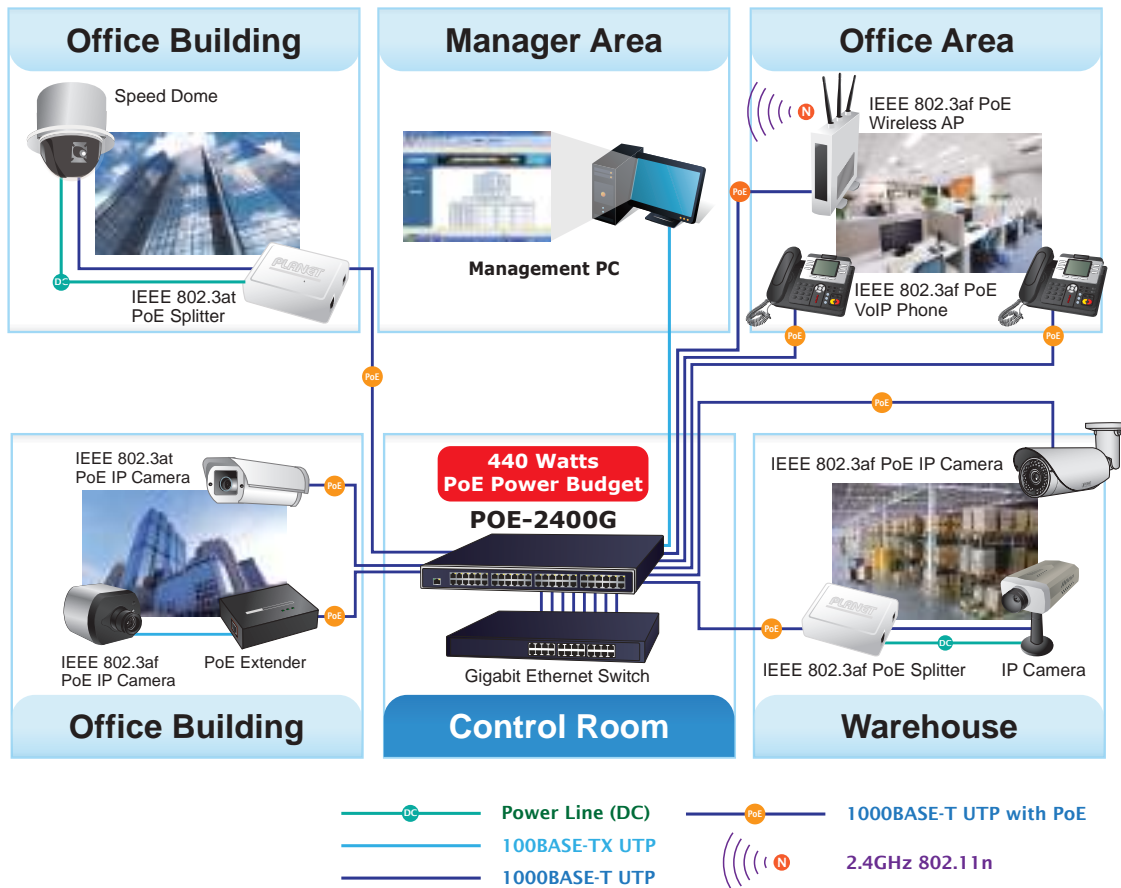 Office Building
Speed Dome
PLANET
DC
IEEE 802.3at
PoE Splitter
PoE
Manager Area
Management PC
Office Area
N
IEEE 802.3af PoE
Wireless AP
PoE
IEEE 802.3af PoE
VoIP Phone
PoE
PoE
IEEE 802.3at
PoE IP Camera
PoE
PoE
IEEE 802.3af
PoE IP Camera
PoE Extender
Office Building
440 Watts
PoE Power Budget
POE-2400G
Gigabit Ethernet Switch
Control Room
PoE
IEEE 802.3af PoE IP Camera
PLANET
PoE
DC
IEEE 802.3af PoE Splitter
IP Camera
Warehouse
DC
Power Line (DC)
100BASE-TX UTP
1000BASE-T UTP
PoE
1000BASE-T UTP with PoE
N
2.4GHz 802.11n